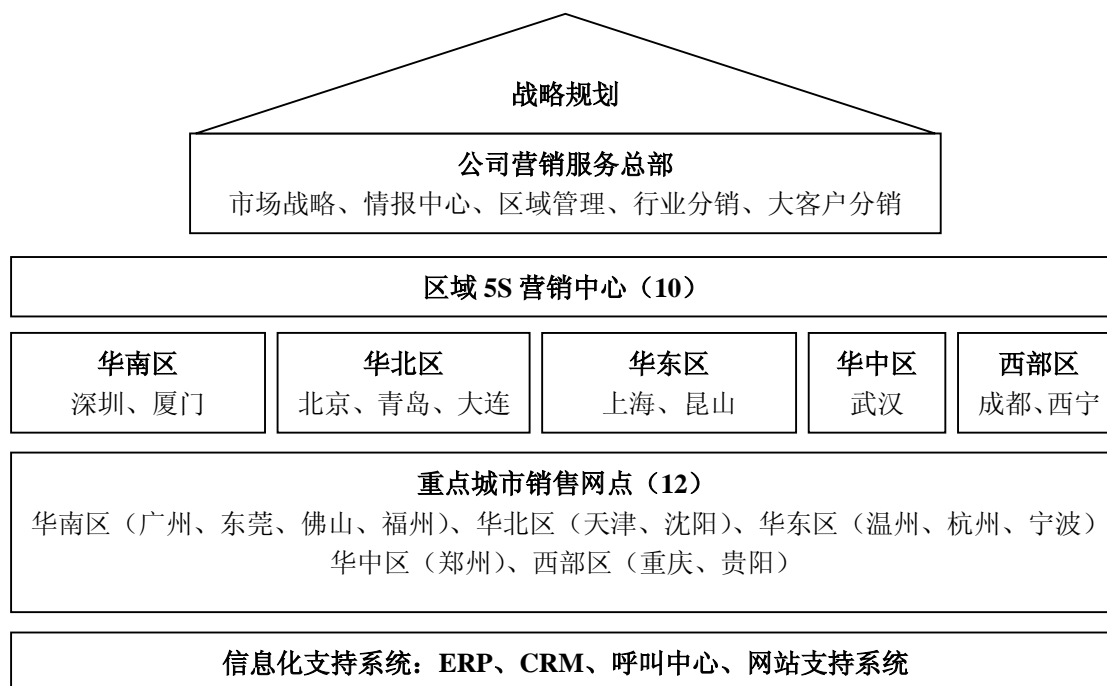 战略规划
公司营销服务总部
市场战略、情报中心、区域管理、行业分销、大客户分销
区域 5S 营销中心（10）
华南区
深圳、厦门
华北区
北京、青岛、大连
华东区
上海、昆山
华中区
武汉
西部区
成都、西宁
重点城市销售网点（12）
华南区（广州、东莞、佛山、福州）、华北区（天津、沈阳）、华东区（温州、杭州、宁波）
华中区（郑州）、西部区（重庆、贵阳）
信息化支持系统：ERP、CRM、呼叫中心、网站支持系统